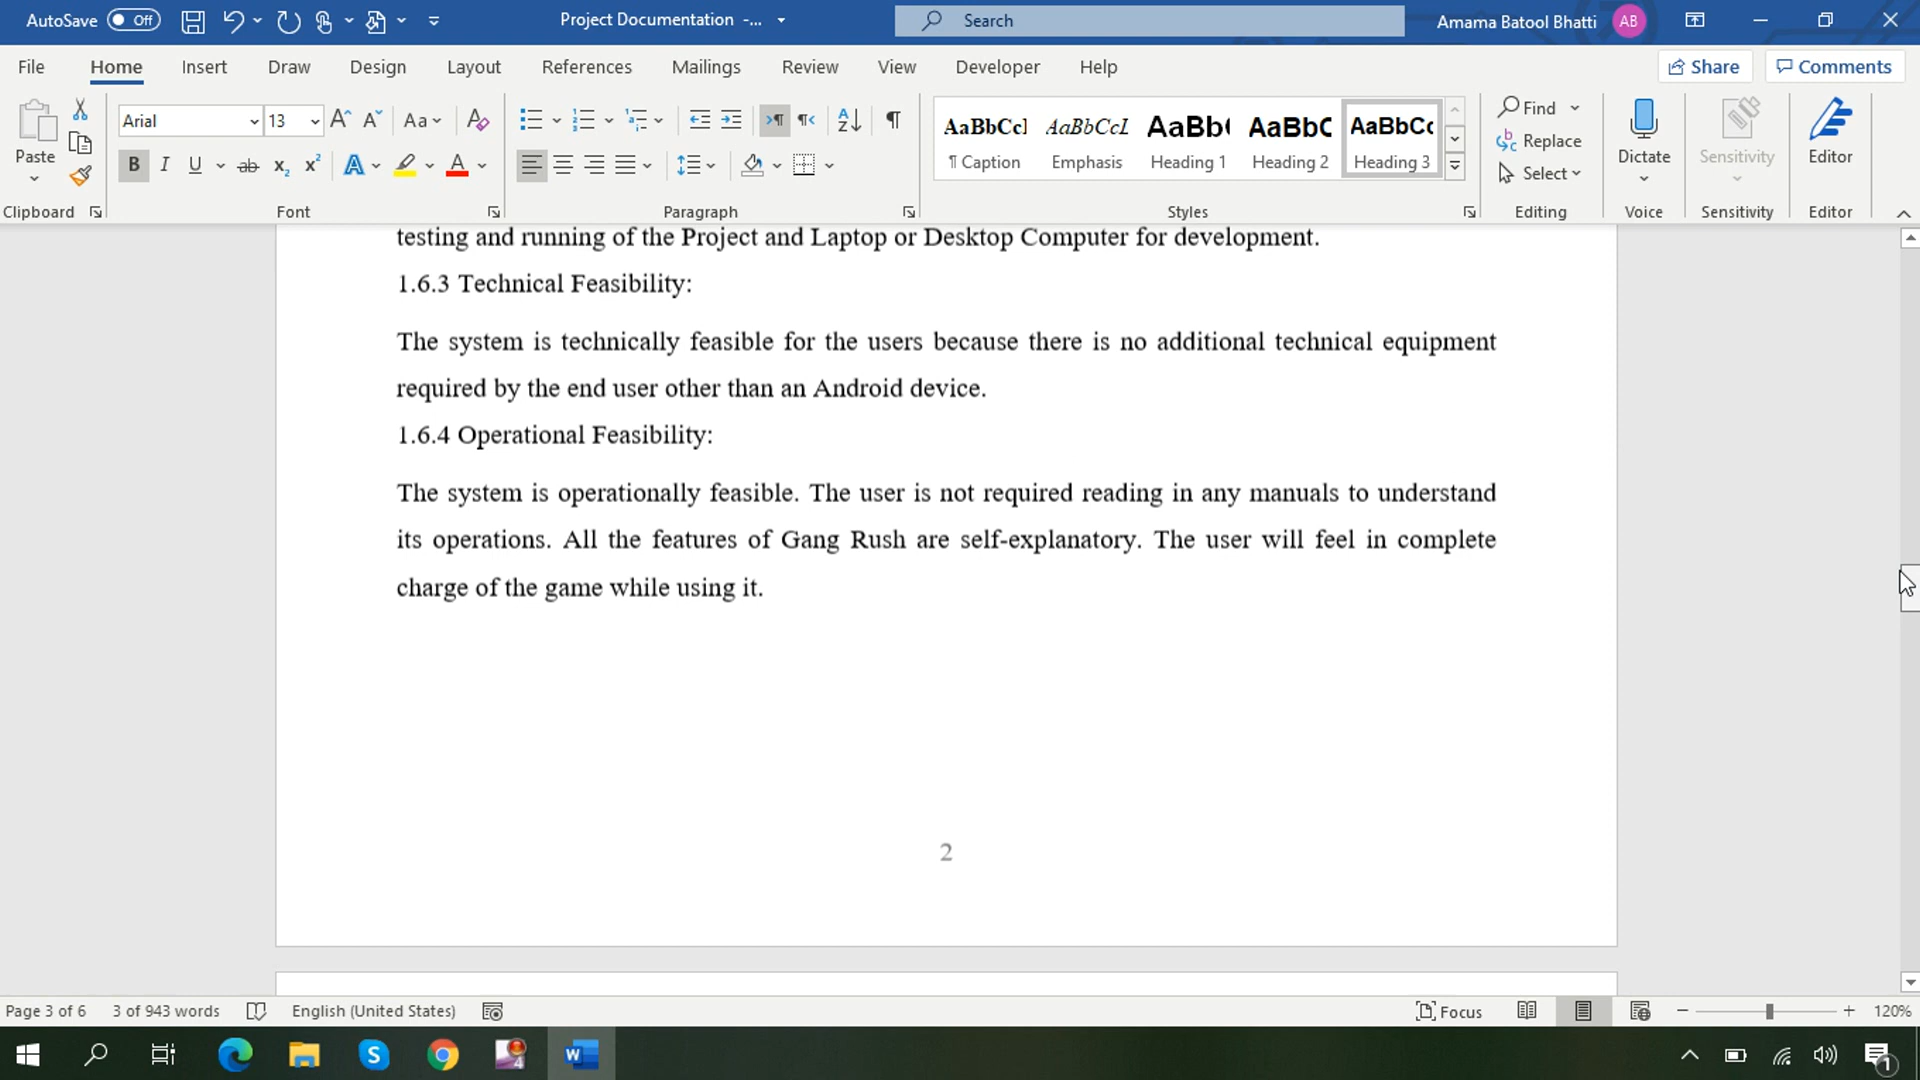 AutoSave Off Project Documentation -... Search Amama Batool Bhatti AB
File Home Insert Draw Design Layout References Mailings Review View Developer Help Share Comments
Paste Arial 13 Aa AaBbCcI AaBbCcL AaBb( AaBbC AaBbCc Find Replace Select Dictate Sensitivity Editor
B I U ab x₂ x² A A ¶ Caption Emphasis Heading 1 Heading 2 Heading 3
Clipboard Font Paragraph Styles Editing Voice Sensitivity Editor
testing and running of the Project and Laptop or Desktop Computer for development.
1.6.3 Technical Feasibility:
The system is technically feasible for the users because there is no additional technical equipment
required by the end user other than an Android device.
1.6.4 Operational Feasibility:
The system is operationally feasible. The user is not required reading in any manuals to understand
its operations. All the features of Gang Rush are self-explanatory. The user will feel in complete
charge of the game while using it.
2
Page 3 of 6 3 of 943 words English (United States) Focus 120%
4 1